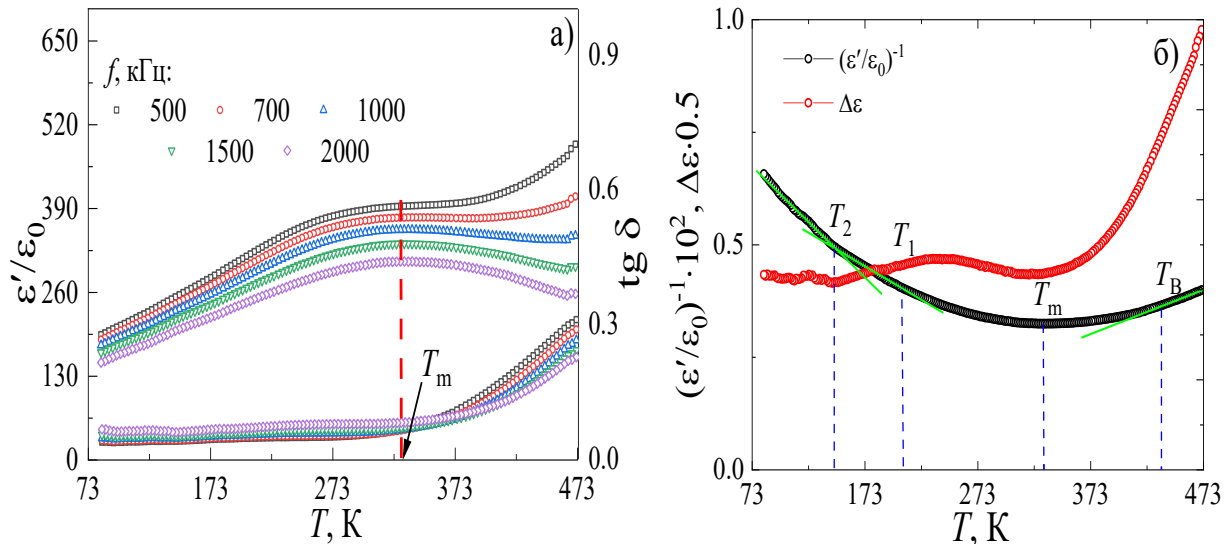 а)
650
520
390
260
130
0
ε′/ε₀
f, кГц:
500 700 1000
1500 2000
0.9
0.6
0.3
0.0
tg δ
Tm
73 173 273 373 473
T, К
б)
1.0
0.5
0.0
(ε′/ε₀)⁻¹·10², Δε·0.5
(ε′/ε₀)⁻¹
Δε
T₂
T₁
Tm
TB
73 173 273 373 473
T, К